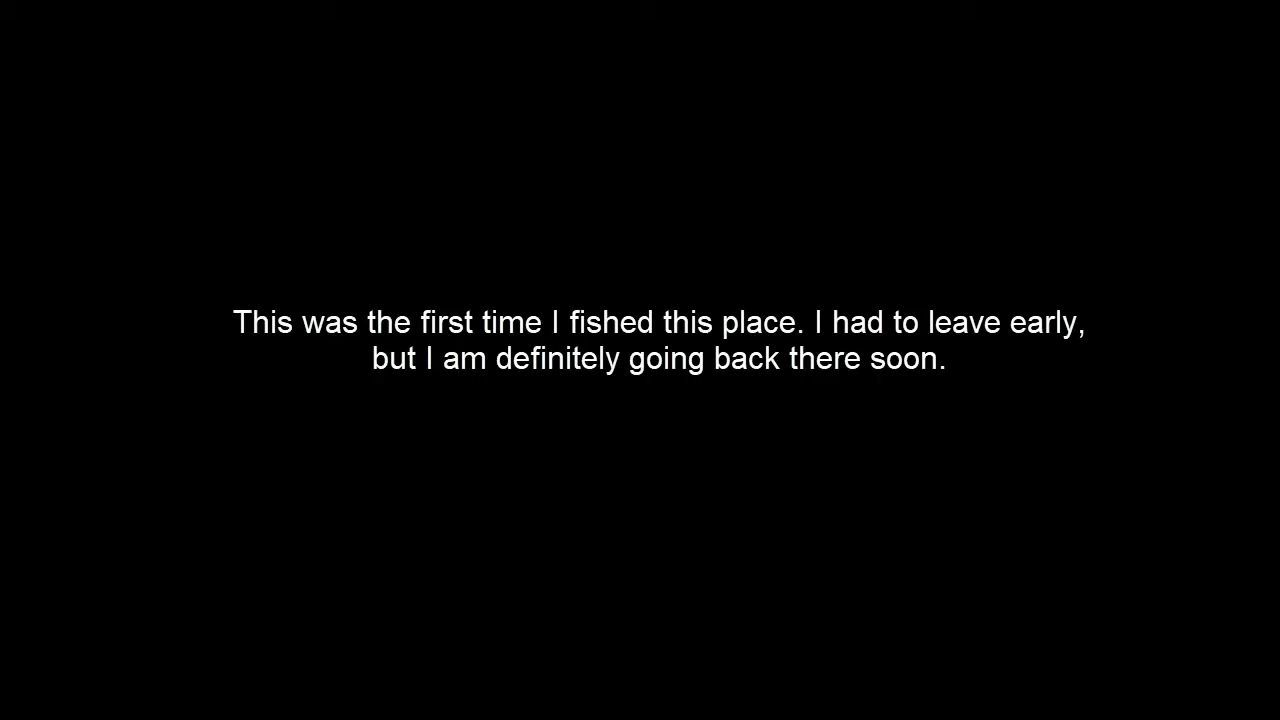 This was the first time I fished this place. I had to leave early,
but I am definitely going back there soon.